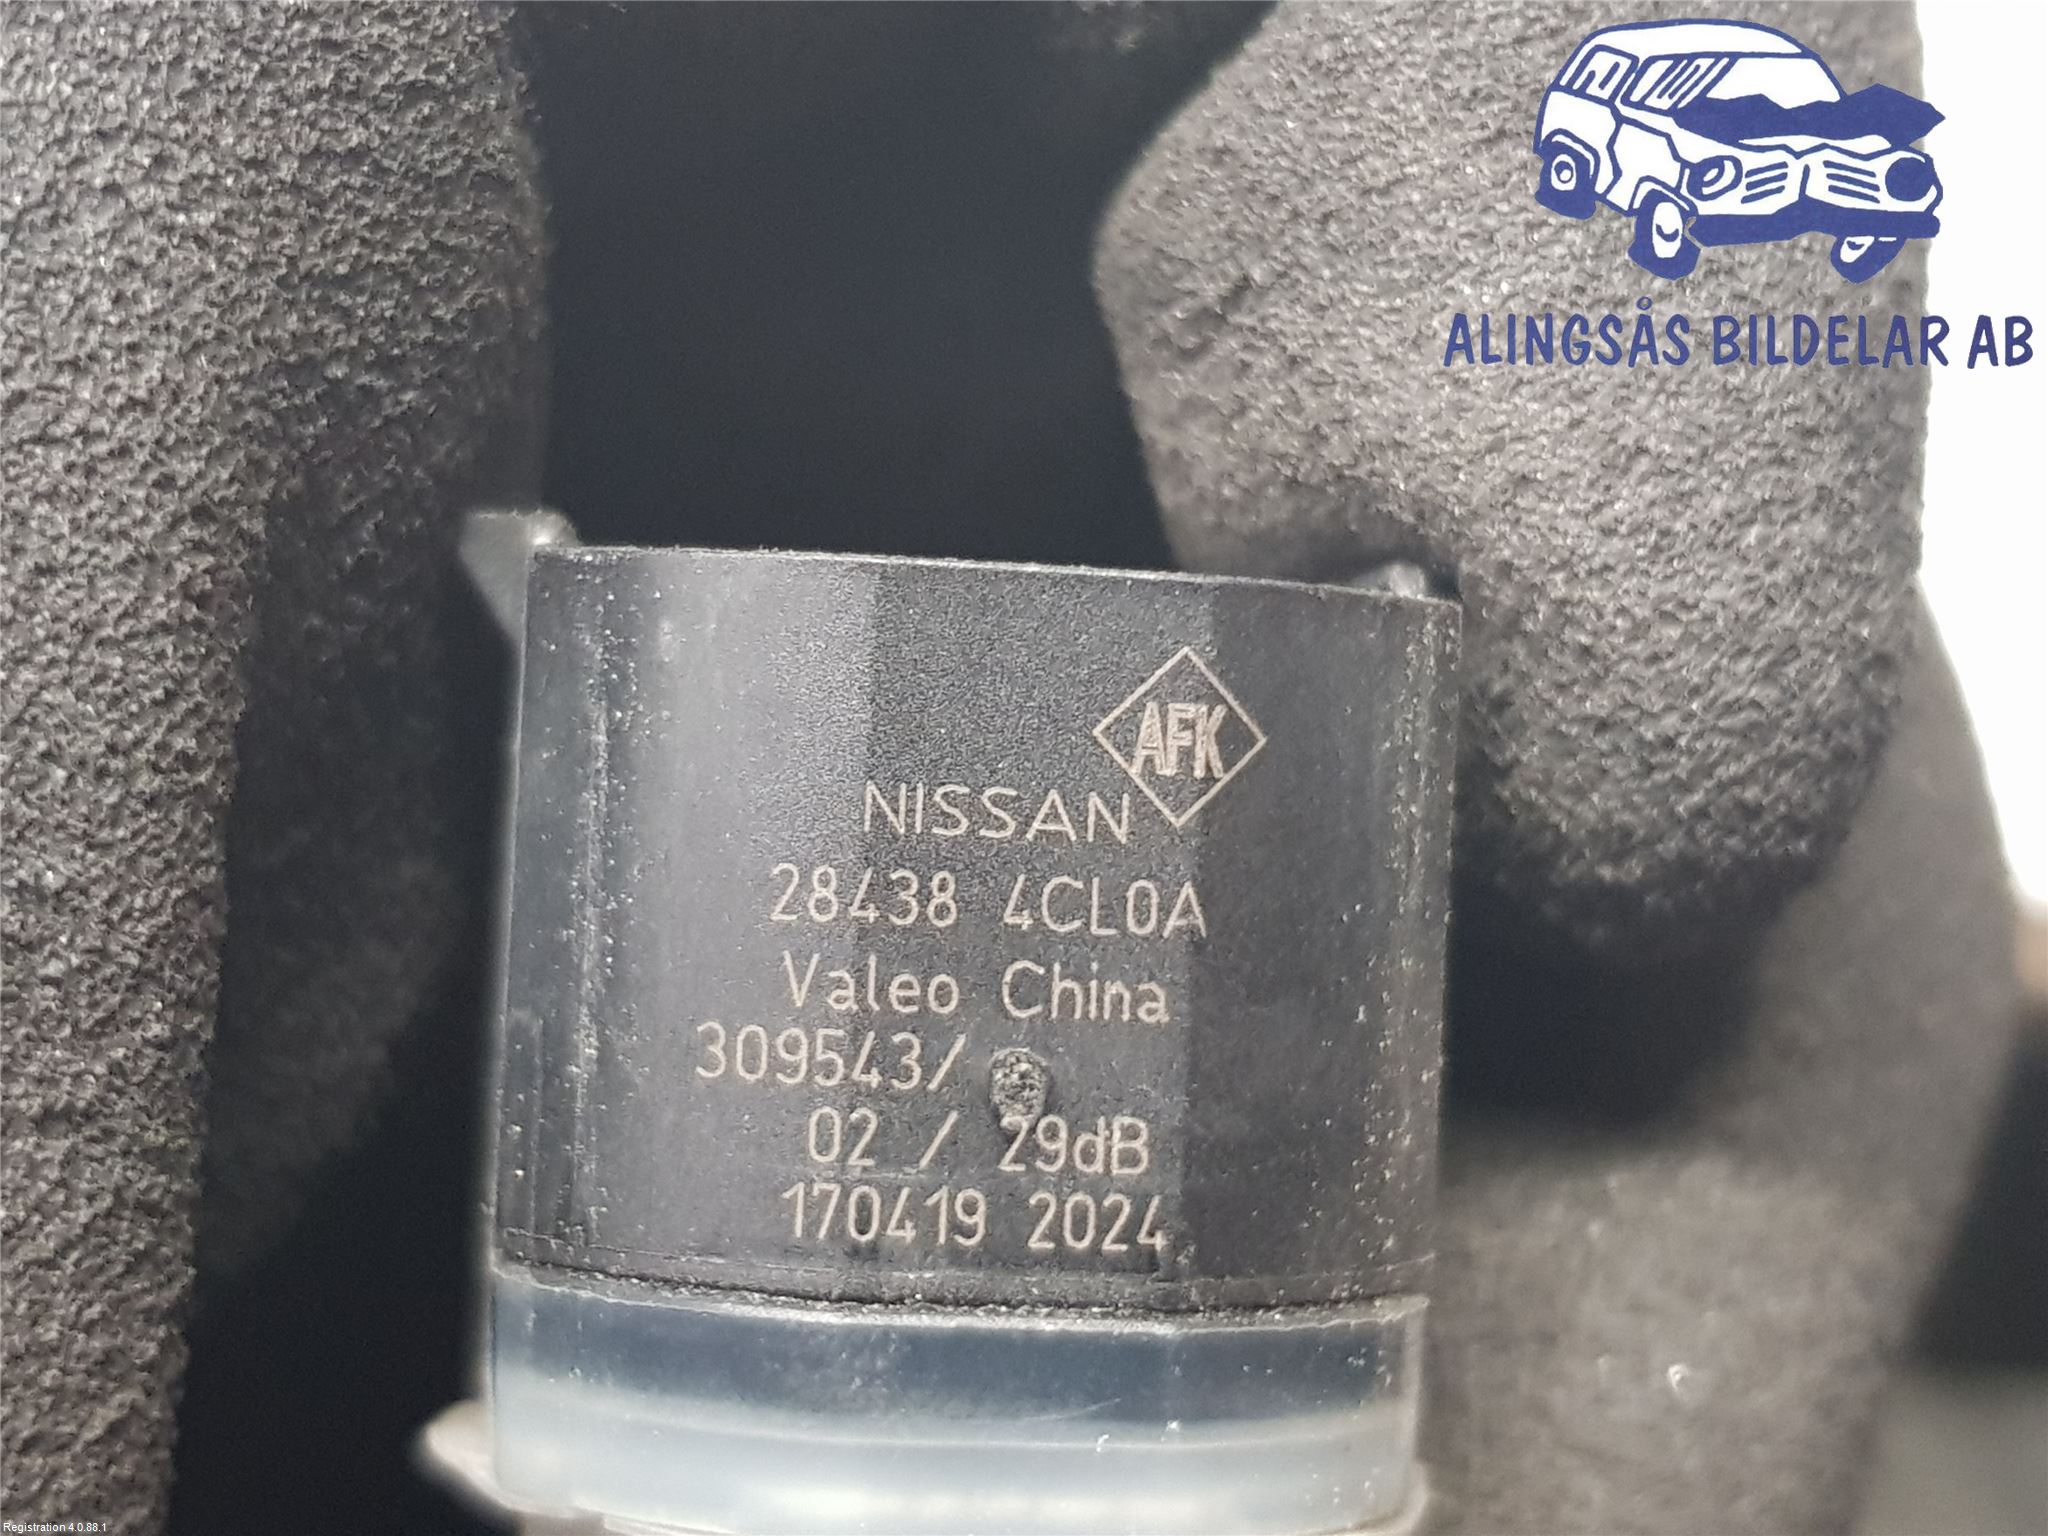 ALINGSÅS BILDELAR AB
AFK
NISSAN
28438 4CL0A
Valeo China
309543/
02 / 29dB
170419 2024
Registration 4.0.88.1